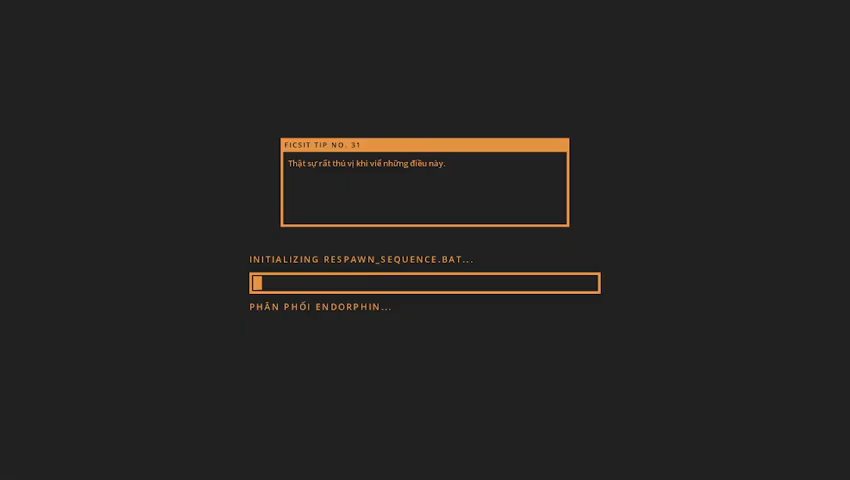 FICSIT TIP NO. 31
Thật sự rất thú vị khi viế những điều này.
INITIALIZING RESPAWN_SEQUENCE.BAT...
PHÂN PHỐI ENDORPHIN...